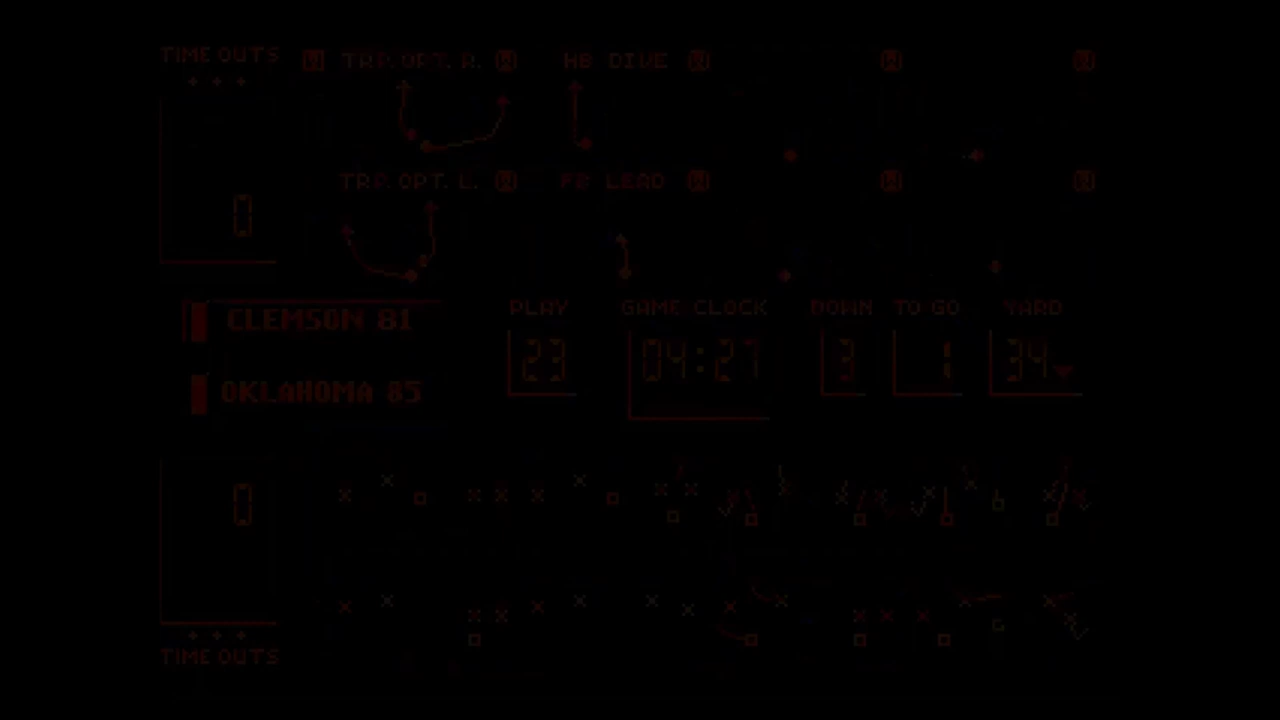 TIME OUTS
W TRP. OPT. R. W HB DIVE W W W
0
TRP. OPT. L. W FB LEAD W W W
CLEMSON 81
PLAY GAME CLOCK DOWN TO GO YARD
23 04:27 3 1 34
OKLAHOMA 85
0
TIME OUTS